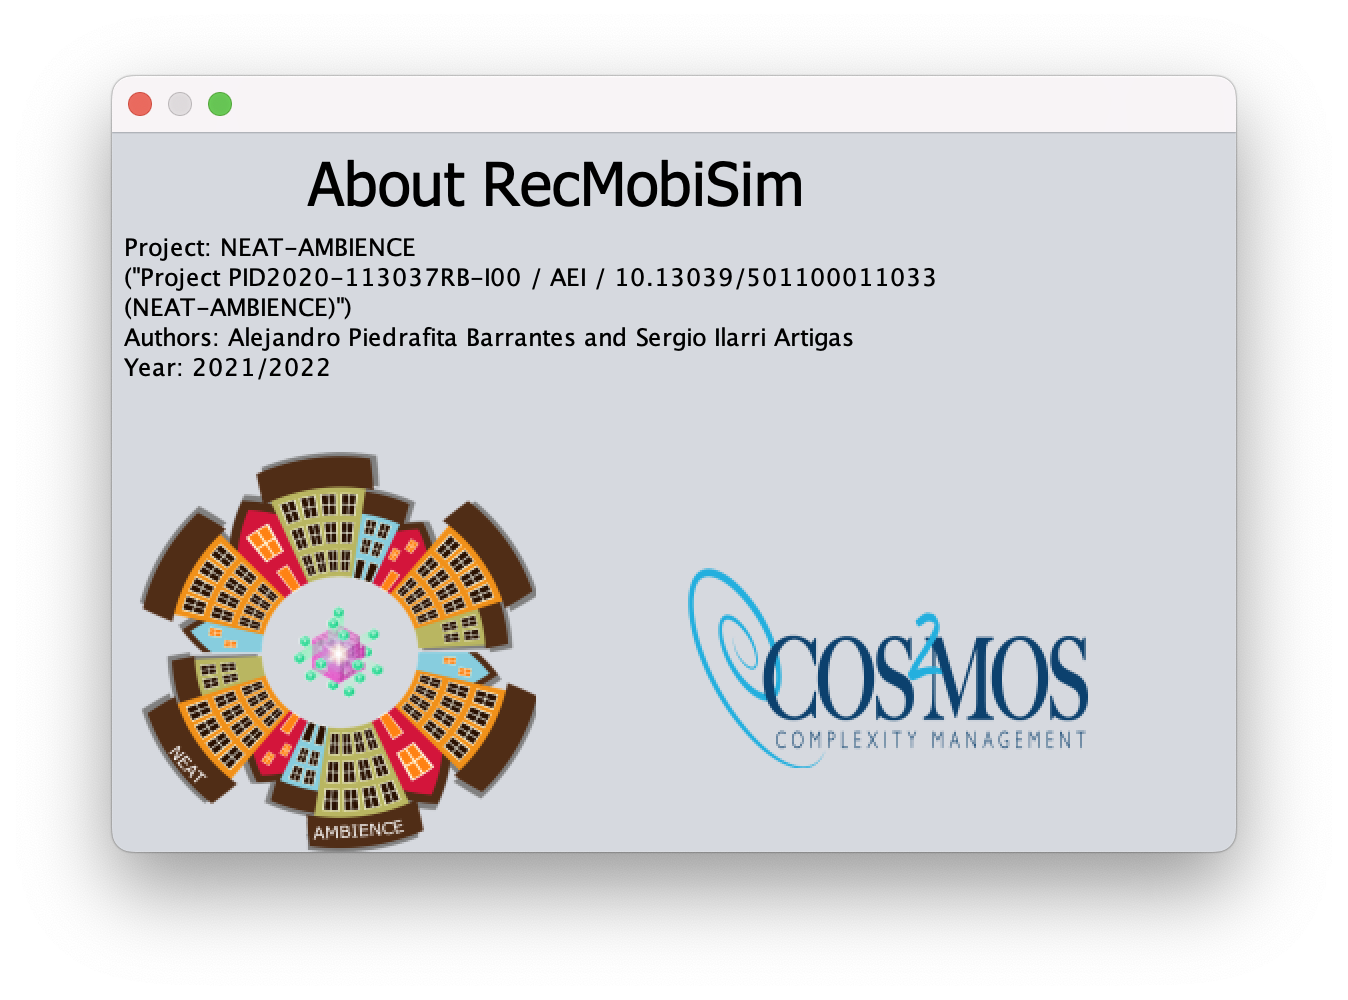 About RecMobiSim
Project: NEAT-AMBIENCE
("Project PID2020-113037RB-I00 / AEI / 10.13039/501100011033
(NEAT-AMBIENCE)")
Authors: Alejandro Piedrafita Barrantes and Sergio Ilarri Artigas
Year: 2021/2022
NEAT
AMBIENCE
COS2MOS
COMPLEXITY MANAGEMENT